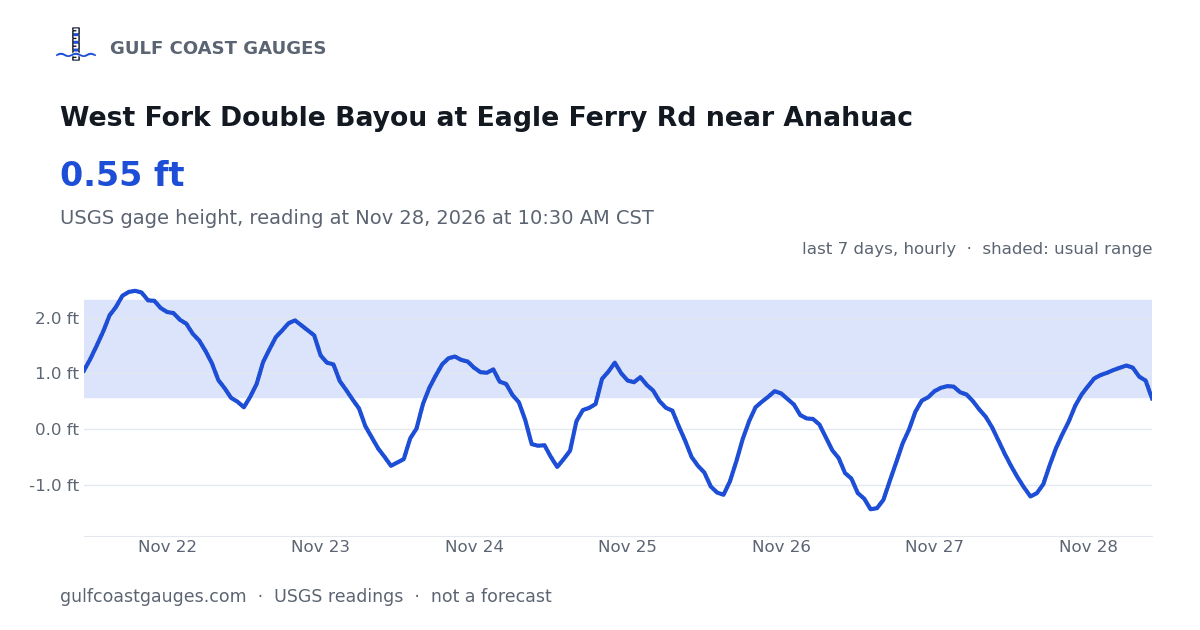 GULF COAST GAUGES
West Fork Double Bayou at Eagle Ferry Rd near Anahuac
0.55 ft
USGS gage height, reading at Nov 28, 2026 at 10:30 AM CST
last 7 days, hourly · shaded: usual range
2.0 ft
1.0 ft
0.0 ft
-1.0 ft
Nov 22 Nov 23 Nov 24 Nov 25 Nov 26 Nov 27 Nov 28
gulfcoastgauges.com · USGS readings · not a forecast